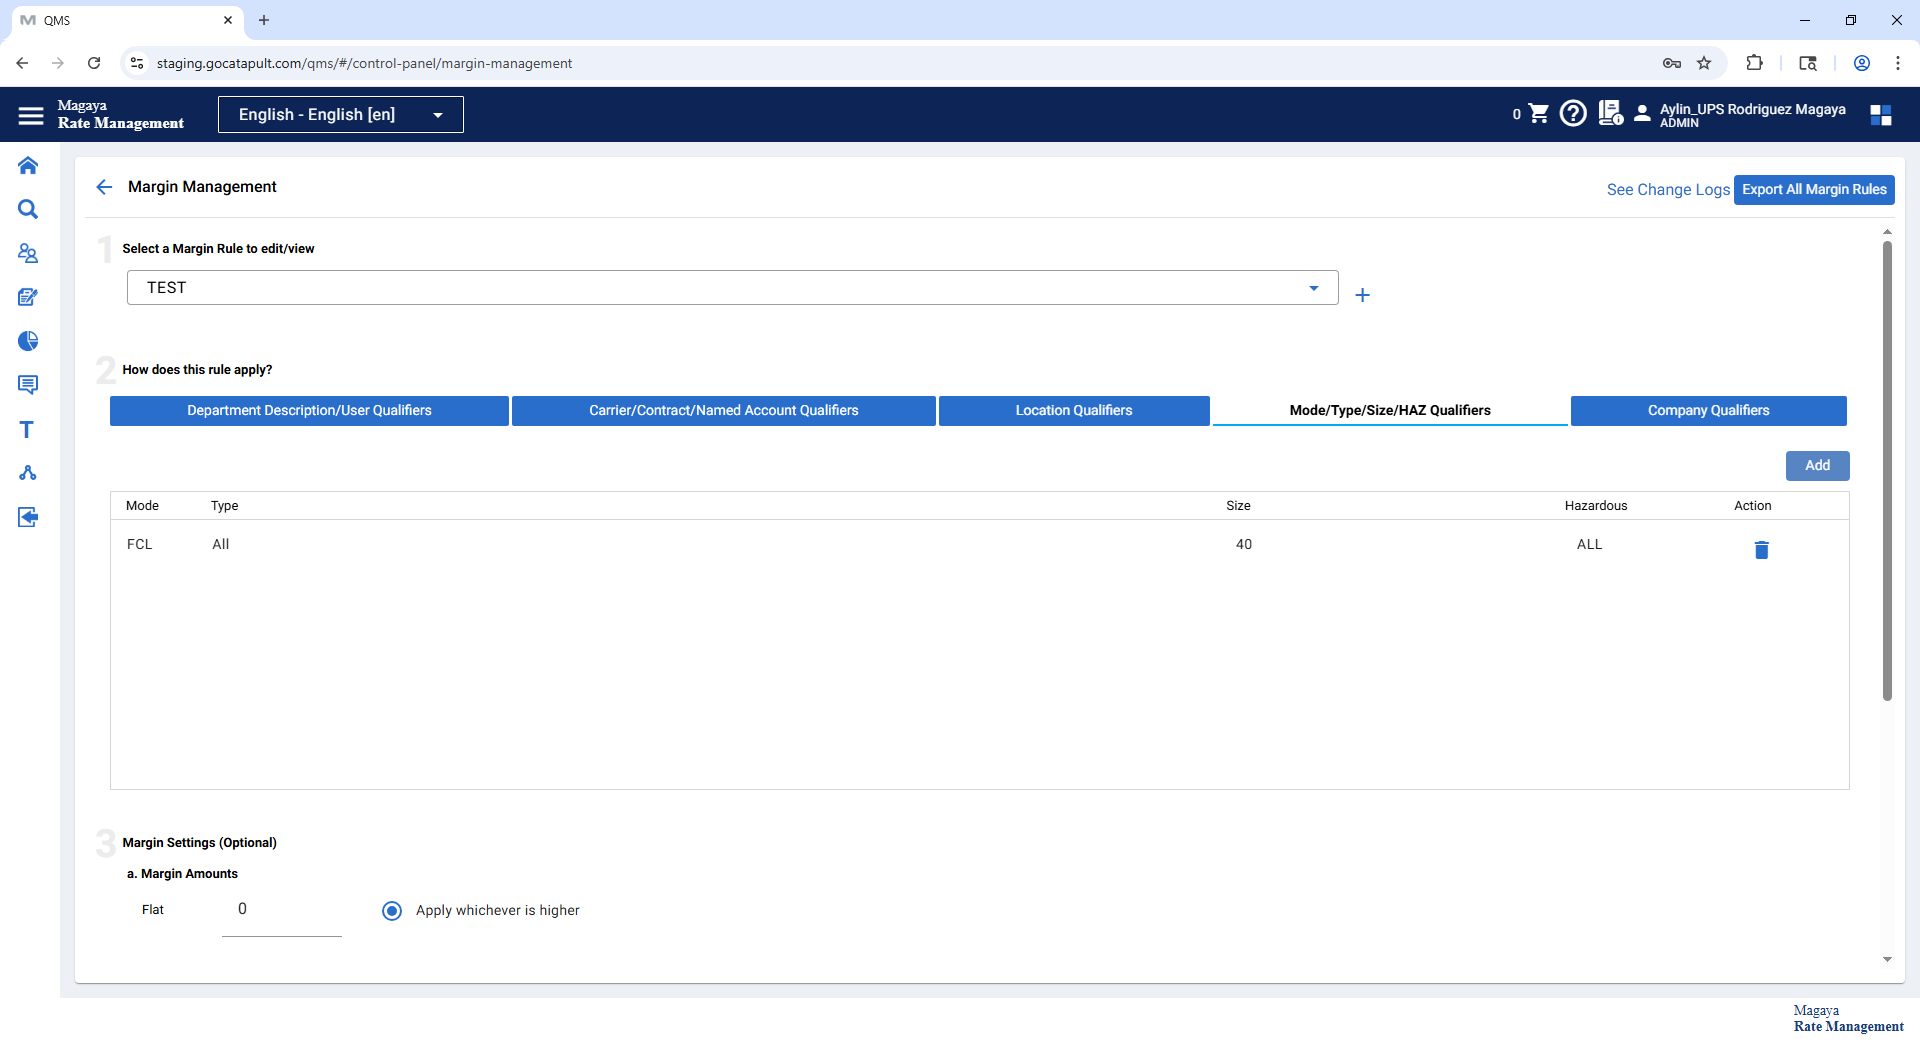 QMS
staging.gocatapult.com/qms/#/control-panel/margin-management
Magaya
Rate Management
English - English [en]
0
Aylin_UPS Rodriguez Magaya
ADMIN
Margin Management
See Change Logs
Export All Margin Rules
1 Select a Margin Rule to edit/view
TEST
2 How does this rule apply?
Department Description/User Qualifiers
Carrier/Contract/Named Account Qualifiers
Location Qualifiers
Mode/Type/Size/HAZ Qualifiers
Company Qualifiers
Add
Mode Type Size Hazardous Action
FCL All 40 ALL
3 Margin Settings (Optional)
a. Margin Amounts
Flat 0 Apply whichever is higher
Magaya
Rate Management